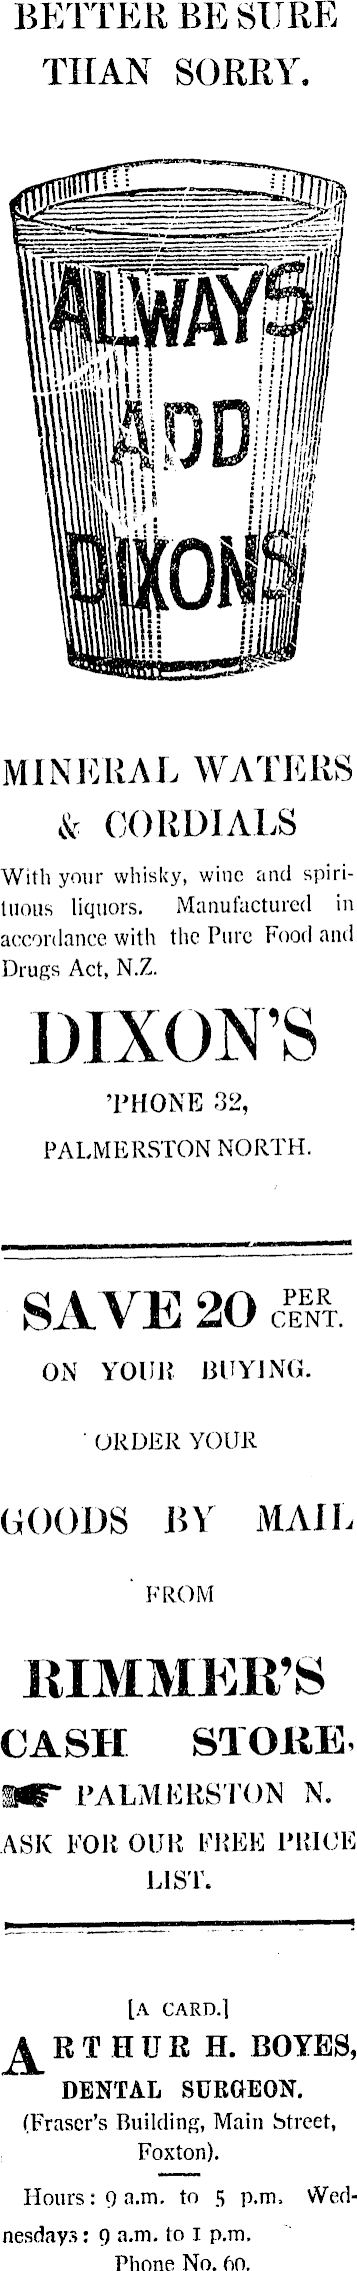 BETTER BE SURE
THAN SORRY.
ALWAYS
ADD
DIXONS
MINERAL WATERS
& CORDIALS
With your whisky, wine and spiri-
tuous liquors. Manufactured in
accordance with the Pure Food and
Drugs Act, N.Z.
DIXON'S
'PHONE 32,
PALMERSTON NORTH.
SAVE 20 PER
CENT.
ON YOUR BUYING.
ORDER YOUR
GOODS BY MAIL
FROM
RIMMER'S
CASH STORE,
PALMERSTON N.
ASK FOR OUR FREE PRICE
LIST.
[A CARD.]
ARTHUR H. BOYES,
DENTAL SURGEON.
(Fraser's Building, Main Street,
Foxton).
Hours: 9 a.m. to 5 p.m. Wed-
nesdays: 9 a.m. to 1 p.m.
Phone No. 60.